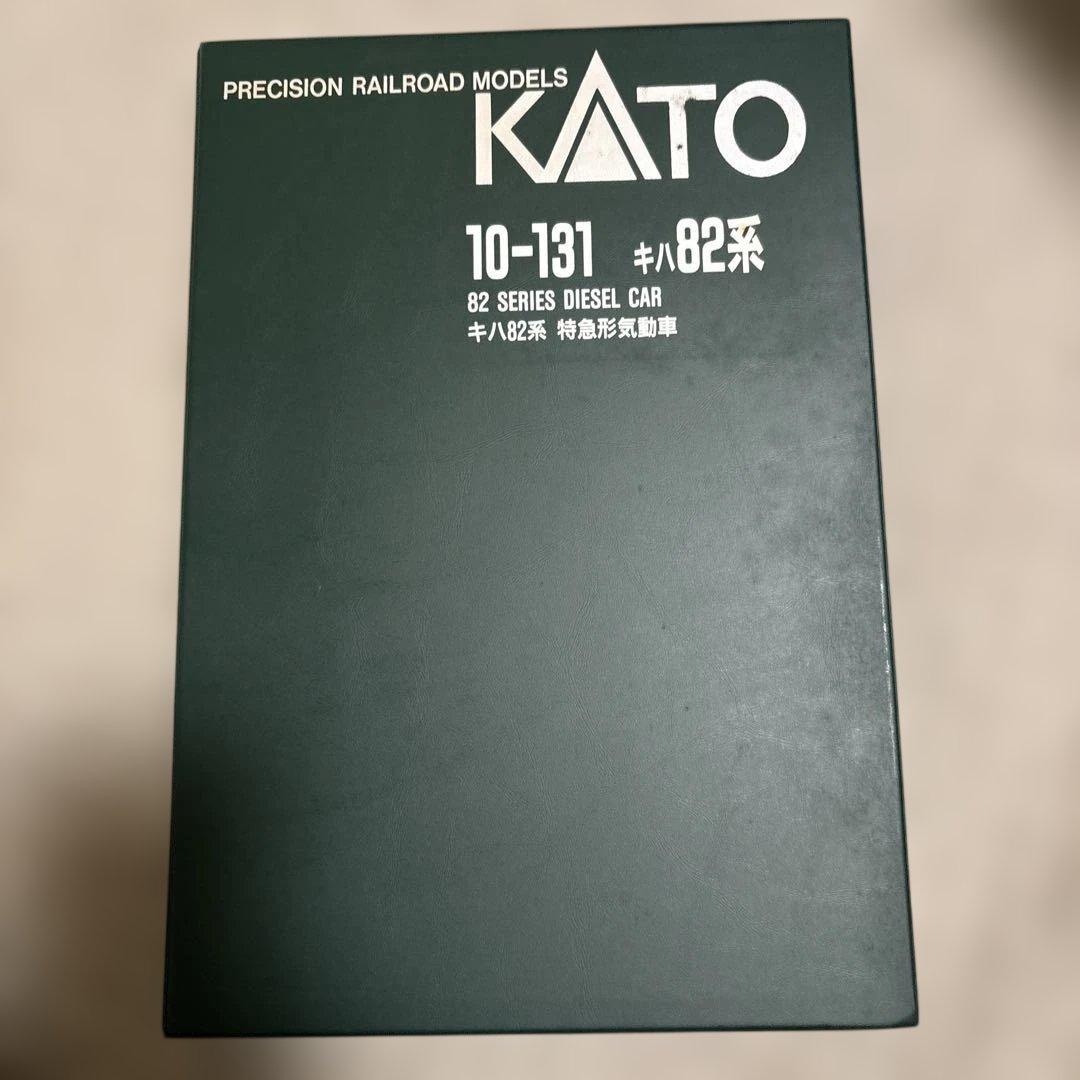 PRECISION RAILROAD MODELS
KATO
10-131 キハ82系
82 SERIES DIESEL CAR
キハ82系 特急形気動車